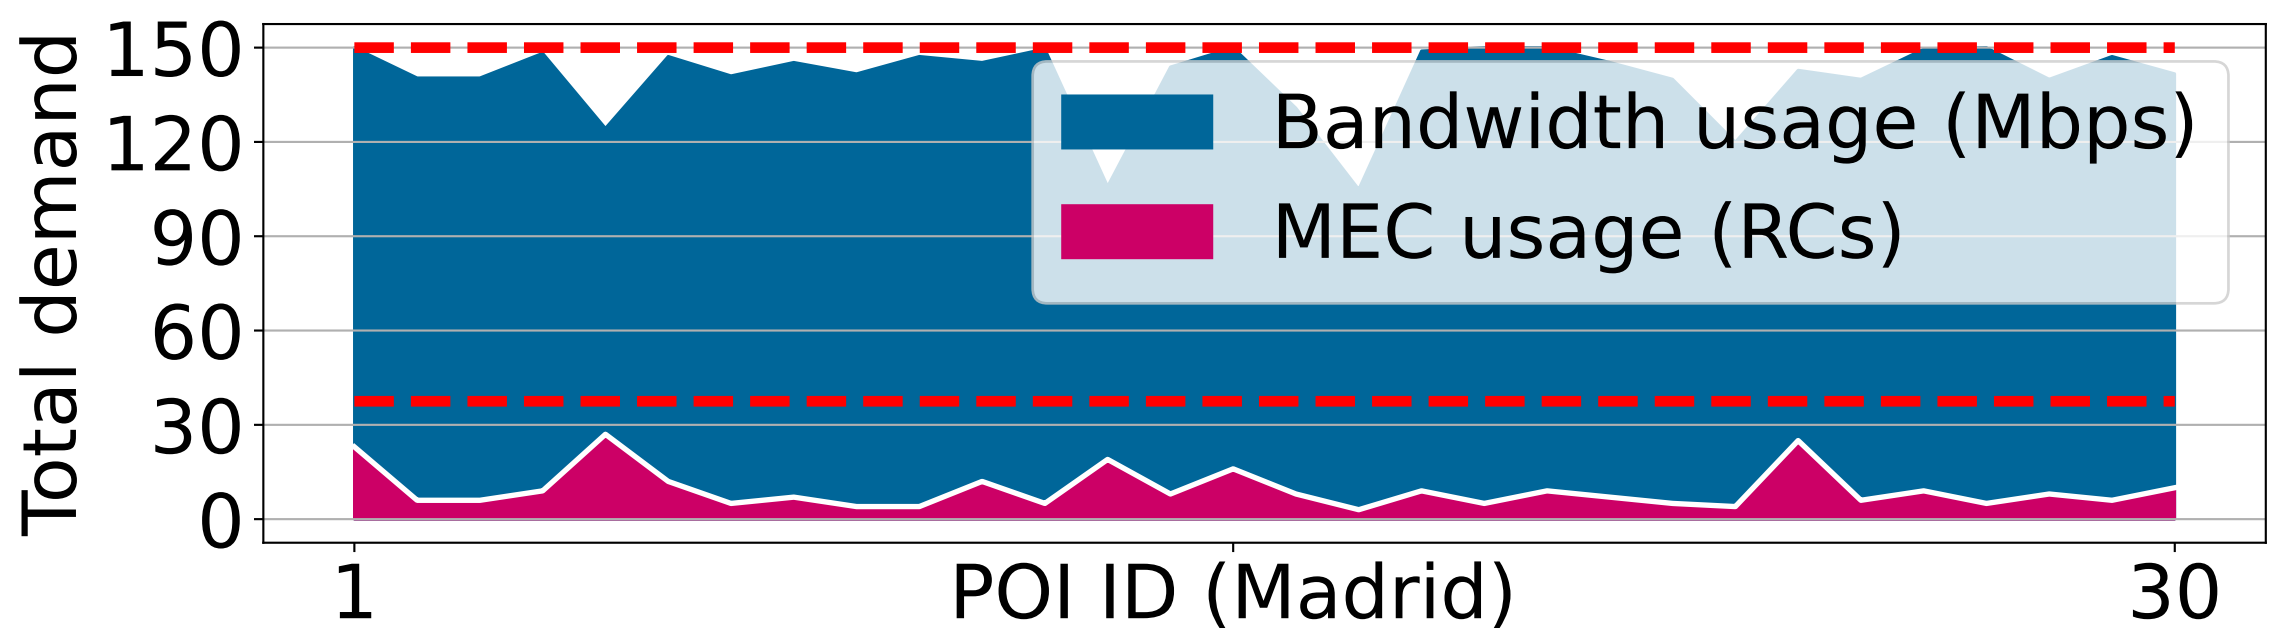 Total demand
150
120
90
60
30
0
Bandwidth usage (Mbps)
MEC usage (RCs)
1
POI ID (Madrid)
30